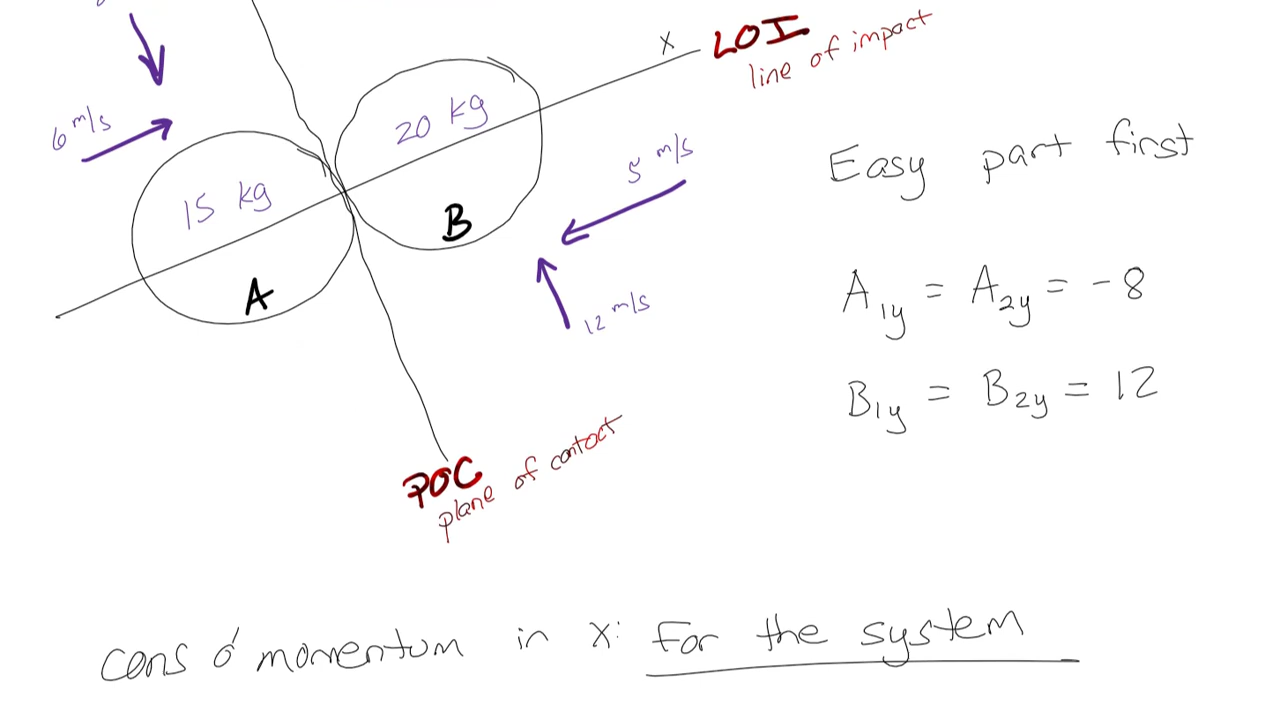 x LOI
line of impact
6 m/s
20 kg
15 kg
5 m/s
B
A
12 m/s
POC
plane of contact
Easy part first
A1y = A2y = -8
B1y = B2y = 12
cons o' momentum in x: For the system